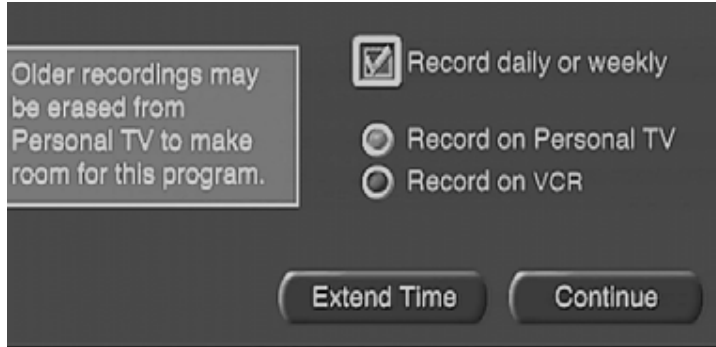 Older recordings may
be erased from
Personal TV to make
room for this program.
Record daily or weekly
Record on Personal TV
Record on VCR
Extend Time
Continue